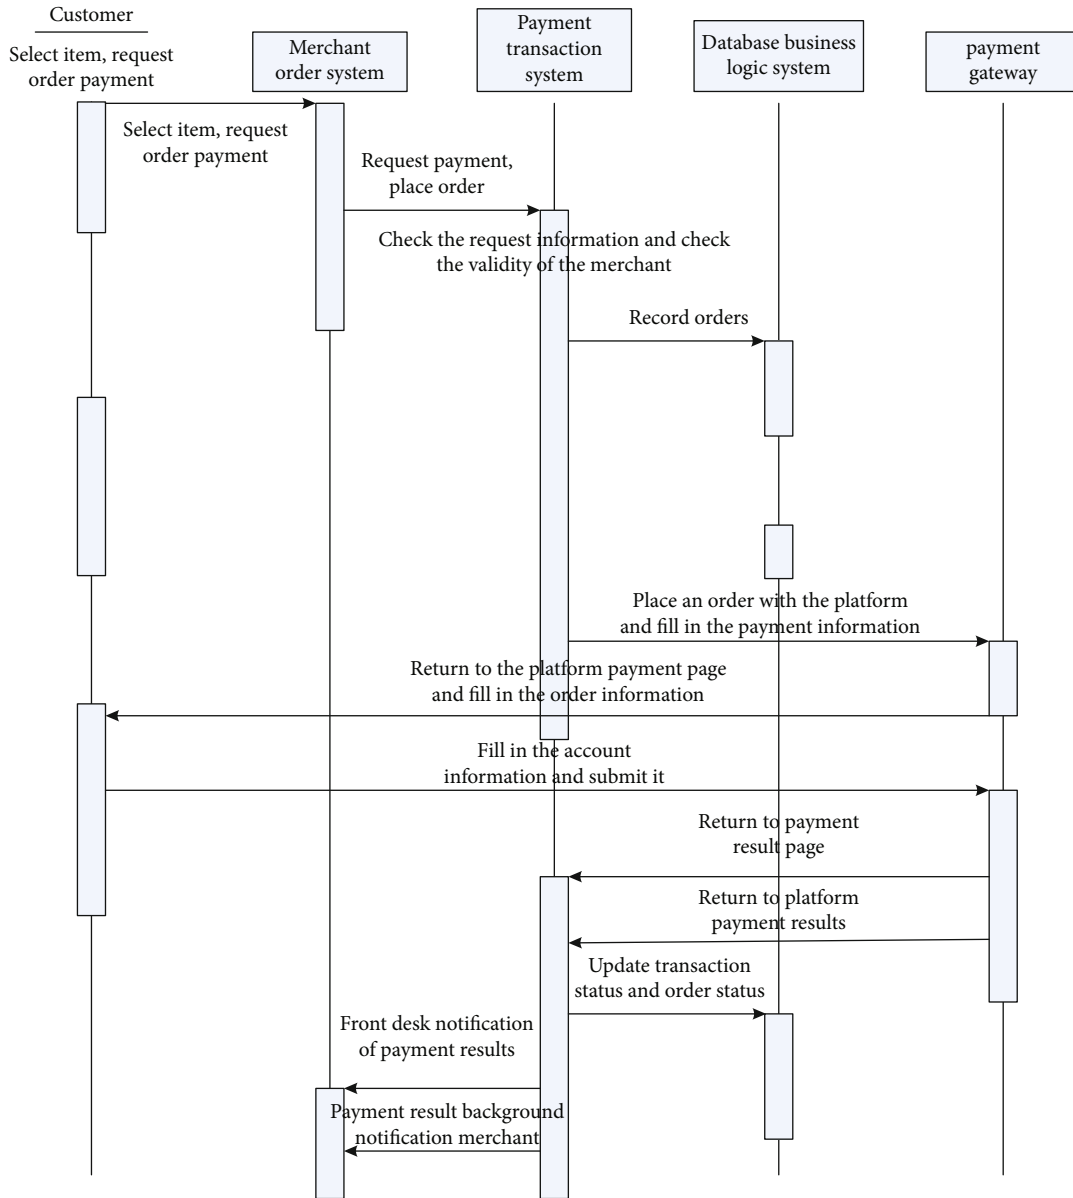 Customer
Select item, request
order payment
Merchant
order system
Payment
transaction
system
Database business
logic system
payment
gateway
Select item, request
order payment
Request payment,
place order
Check the request information and check
the validity of the merchant
Record orders
Place an order with the platform
and fill in the payment information
Return to the platform payment page
and fill in the order information
Fill in the account
information and submit it
Return to payment
result page
Return to platform
payment results
Update transaction
status and order status
Front desk notification
of payment results
Payment result background
notification merchant